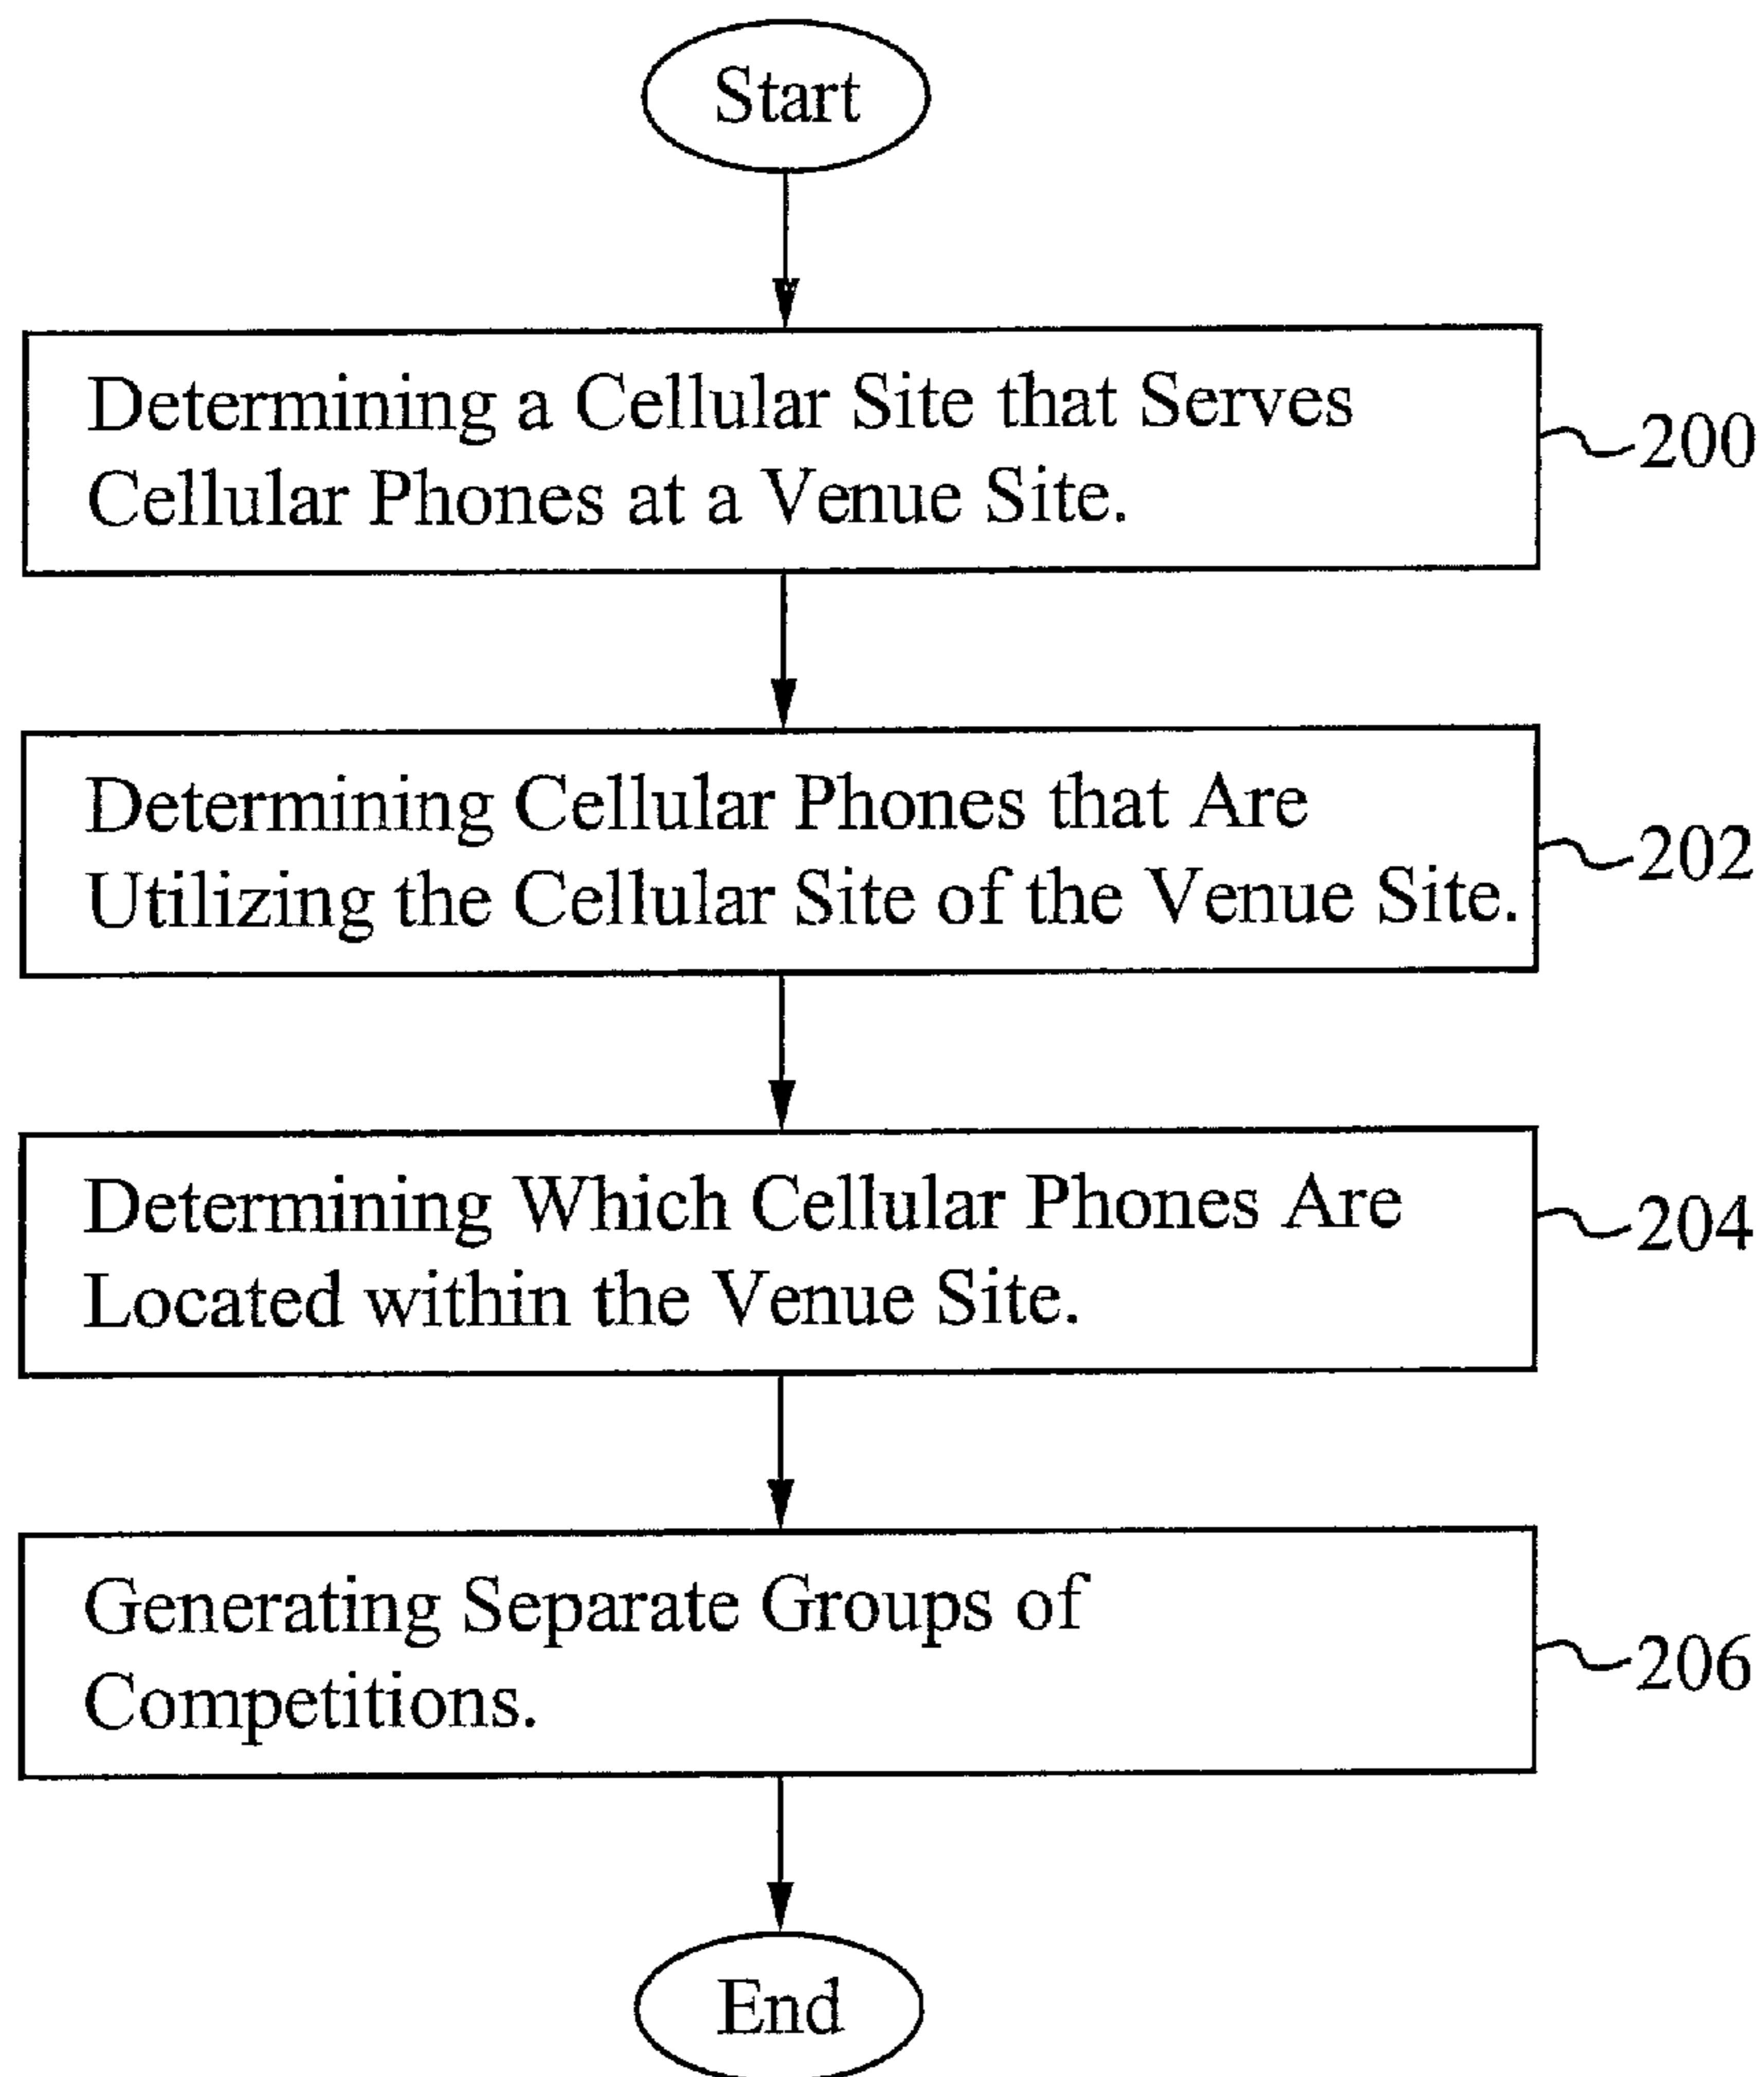 Start
Determining a Cellular Site that Serves
Cellular Phones at a Venue Site.
200
Determining Cellular Phones that Are
Utilizing the Cellular Site of the Venue Site.
202
Determining Which Cellular Phones Are
Located within the Venue Site.
204
Generating Separate Groups of
Competitions.
206
End